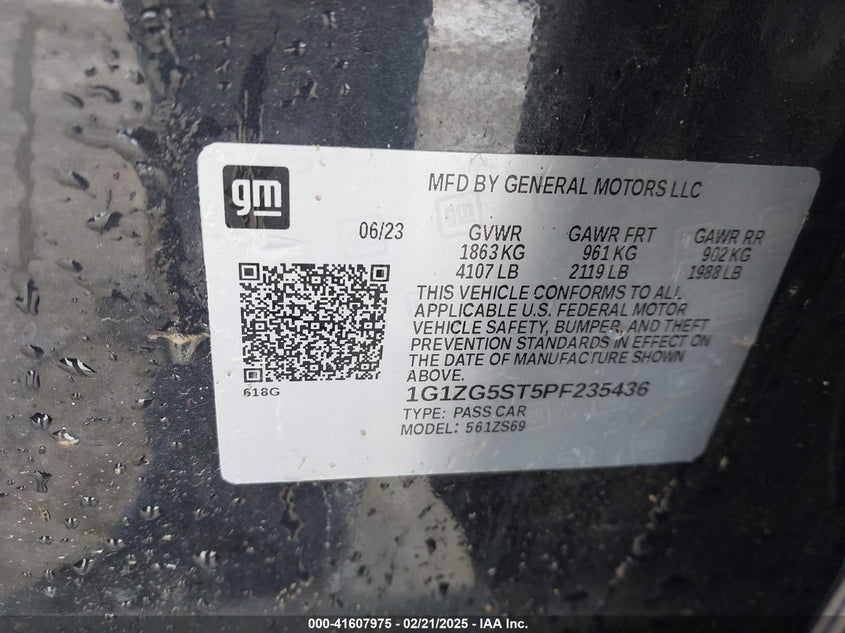 gm
MFD BY GENERAL MOTORS LLC
06/23
GVWR GAWR FRT GAWR RR
1863 KG 961 KG 902 KG
4107 LB 2119 LB 1988 LB
THIS VEHICLE CONFORMS TO ALL
APPLICABLE U.S. FEDERAL MOTOR
VEHICLE SAFETY, BUMPER, AND THEFT
PREVENTION STANDARDS IN EFFECT ON
THE DATE OF MANUFACTURE SHOWN
ABOVE.
618G
1G1ZG5ST5PF235436
TYPE: PASS CAR
MODEL: 561ZS69
000-41607975 - 02/21/2025 - IAA Inc.